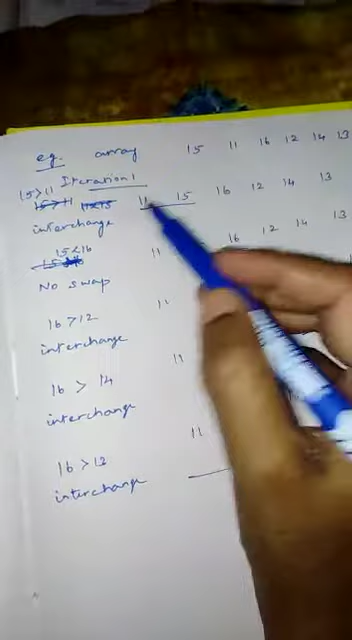 eg. array 15 11 16 12 14 13
15>11 Iteration 1
11 15 16 12 14 13
interchange
15<16 11 16 12 14 13
No swap
16>12 11
interchange
16 > 14 11
interchange
16 > 13 11
interchange